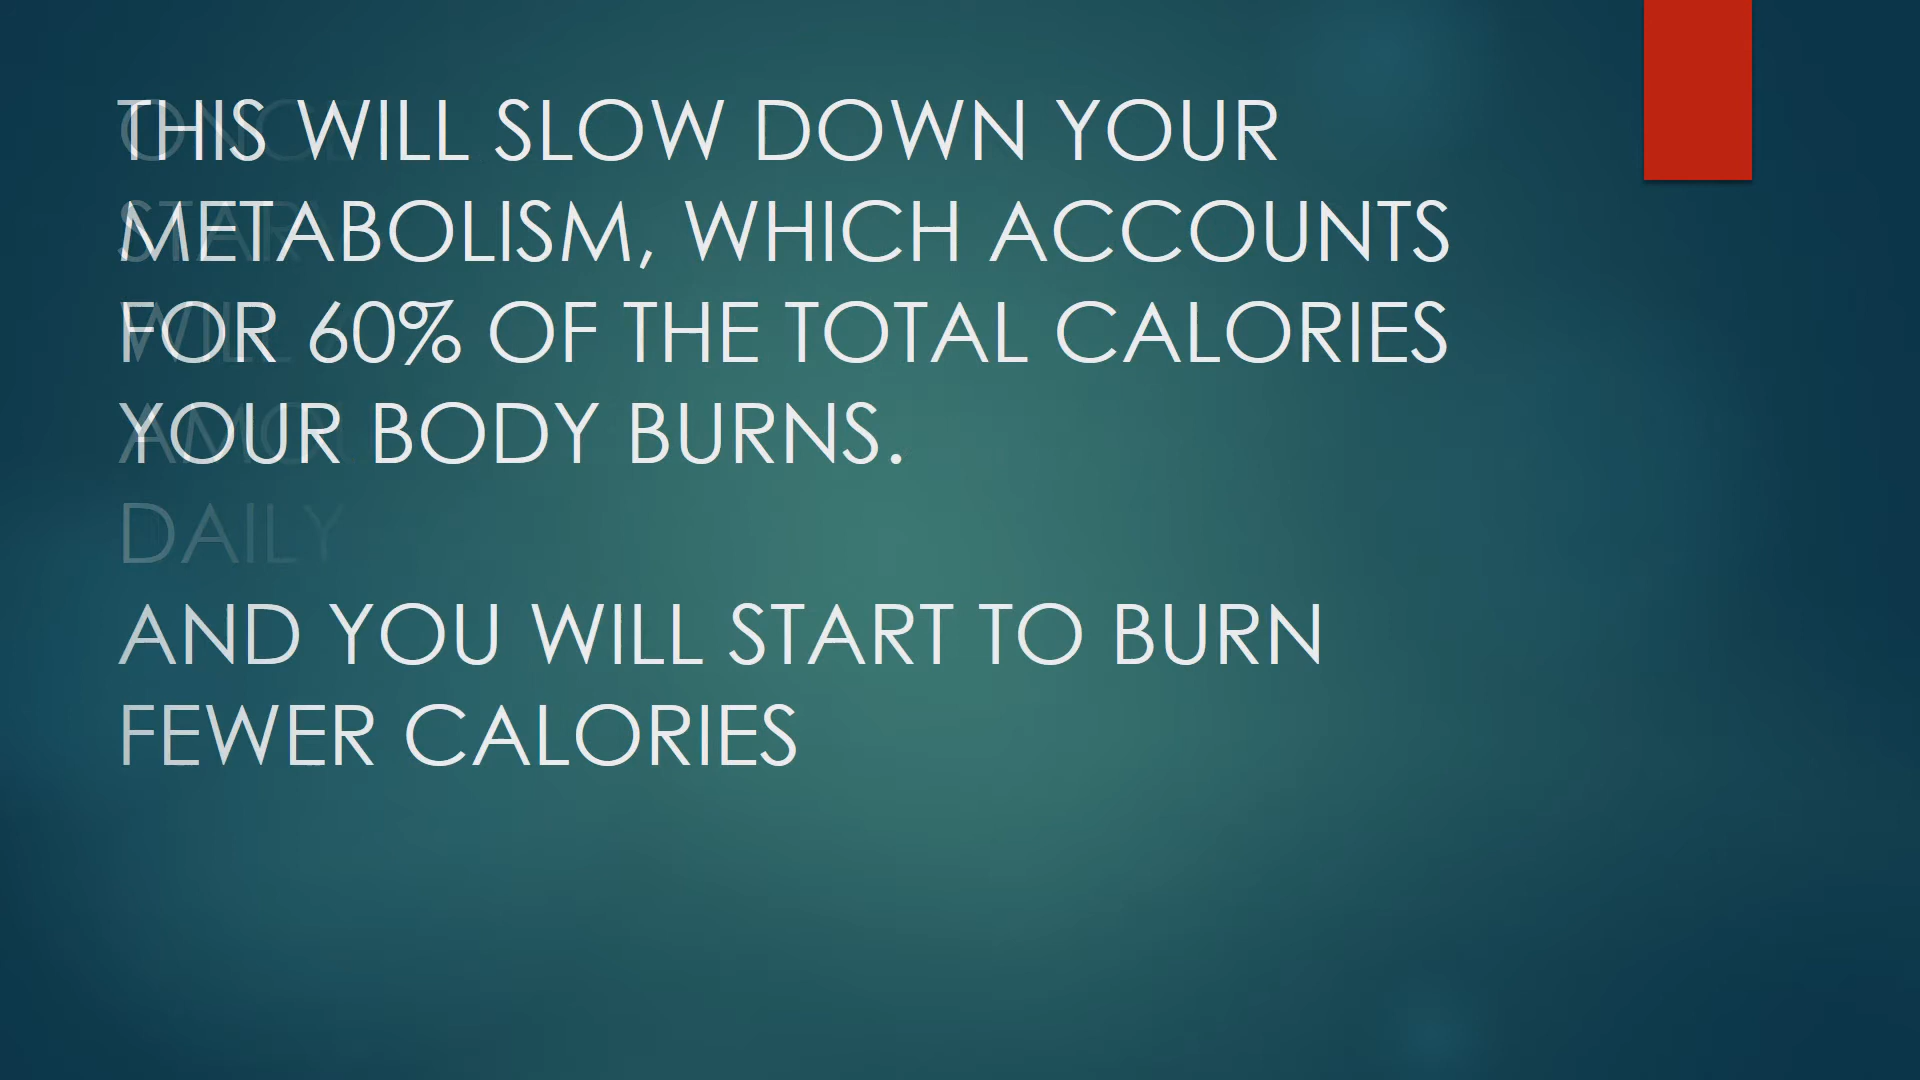 THIS WILL SLOW DOWN YOUR
METABOLISM, WHICH ACCOUNTS
FOR 60% OF THE TOTAL CALORIES
YOUR BODY BURNS.
DAILY
AND YOU WILL START TO BURN
FEWER CALORIES